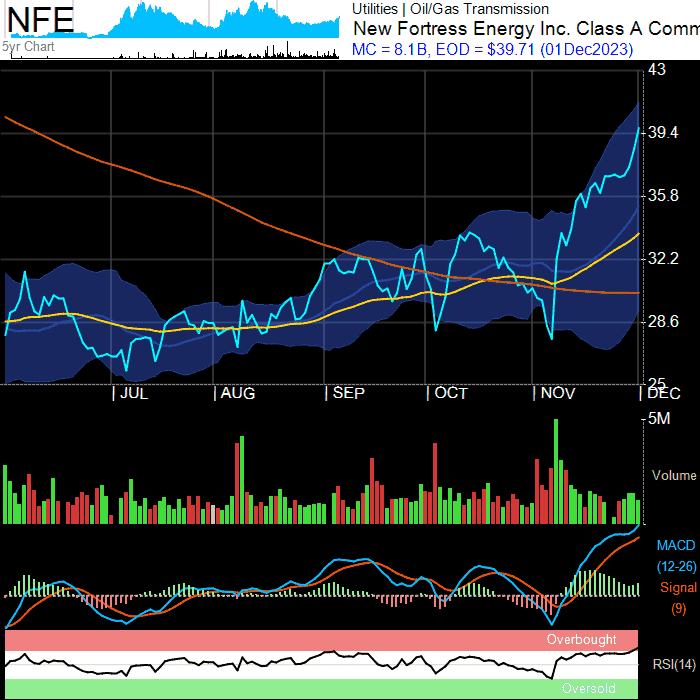 NFE
5yr Chart
Utilities | Oil/Gas Transmission
New Fortress Energy Inc. Class A Comm
MC = 8.1B, EOD = $39.71 (01Dec2023)
43
39.4
35.8
32.2
28.6
25
JUL AUG SEP OCT NOV DEC
5M
Volume
MACD
(12-26)
Signal
(9)
Overbought
RSI(14)
Oversold